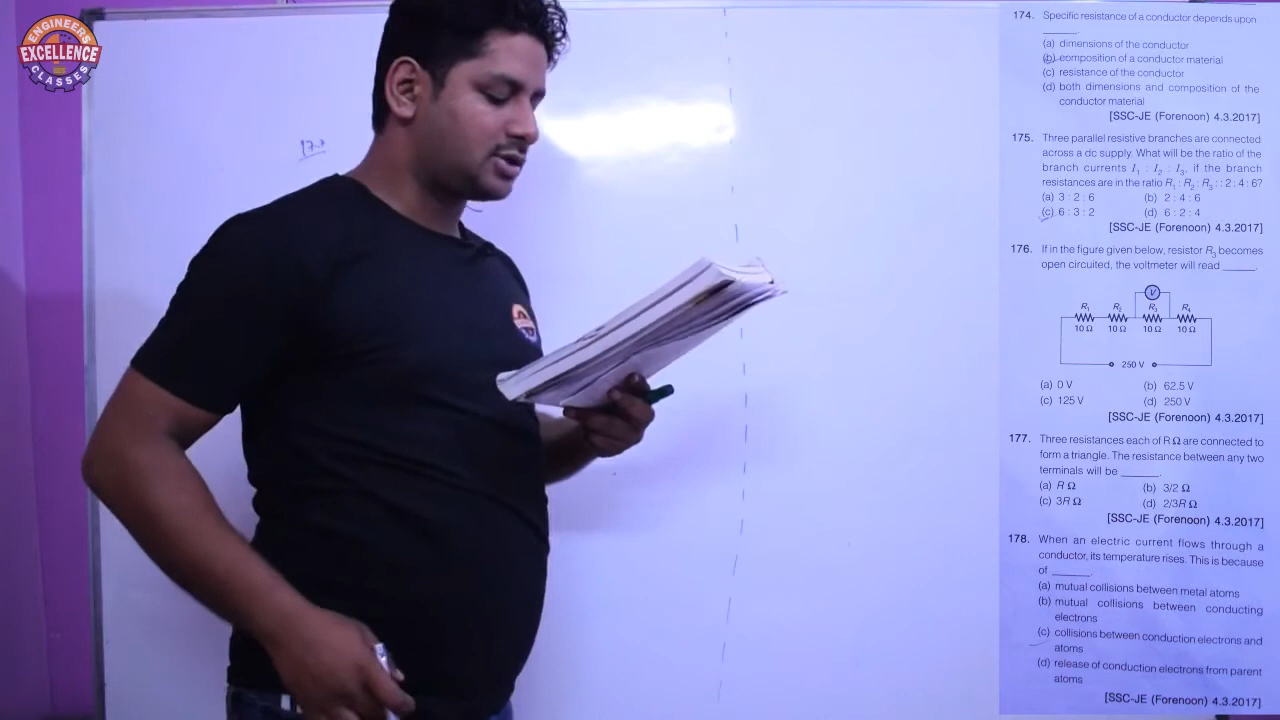 ENGINEERS
EXCELLENCE
CLASSES
174. Specific resistance of a conductor depends upon
______.
(a) dimensions of the conductor
(b) composition of a conductor material
(c) resistance of the conductor
(d) both dimensions and composition of the
conductor material
[SSC-JE (Forenoon) 4.3.2017]
175. Three parallel resistive branches are connected
across a dc supply. What will be the ratio of the
branch currents I₁ : I₂ : I₃, if the branch
resistances are in the ratio R₁ : R₂ : R₃ : : 2 : 4 : 6?
(a) 3 : 2 : 6 (b) 2 : 4 : 6
(c) 6 : 3 : 2 (d) 6 : 2 : 4
[SSC-JE (Forenoon) 4.3.2017]
176. If in the figure given below, resistor R₃ becomes
open circuited, the voltmeter will read ______.
V
R₁ R₂ R₃ R₄
10 Ω 10 Ω 10 Ω 10 Ω
250 V
(a) 0 V (b) 62.5 V
(c) 125 V (d) 250 V
[SSC-JE (Forenoon) 4.3.2017]
177. Three resistances each of R Ω are connected to
form a triangle. The resistance between any two
terminals will be ______
(a) R Ω (b) 3/2 Ω
(c) 3R Ω (d) 2/3R Ω
[SSC-JE (Forenoon) 4.3.2017]
178. When an electric current flows through a
conductor, its temperature rises. This is because
of ______
(a) mutual collisions between metal atoms
(b) mutual collisions between conducting
electrons
(c) collisions between conduction electrons and
atoms
(d) release of conduction electrons from parent
atoms
[SSC-JE (Forenoon) 4.3.2017]